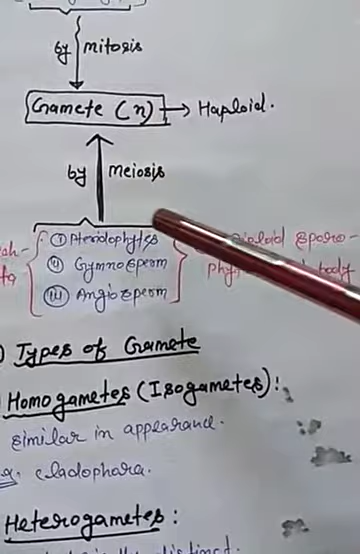 by mitosis
Gamete (n) → Haploid.
by meiosis
(i) Pteridophytes
(ii) Gymnosperm
(iii) Angiosperm
Types of Gamete
Homogametes (Isogametes):
similar in appearance.
cladophara.
Heterogametes: